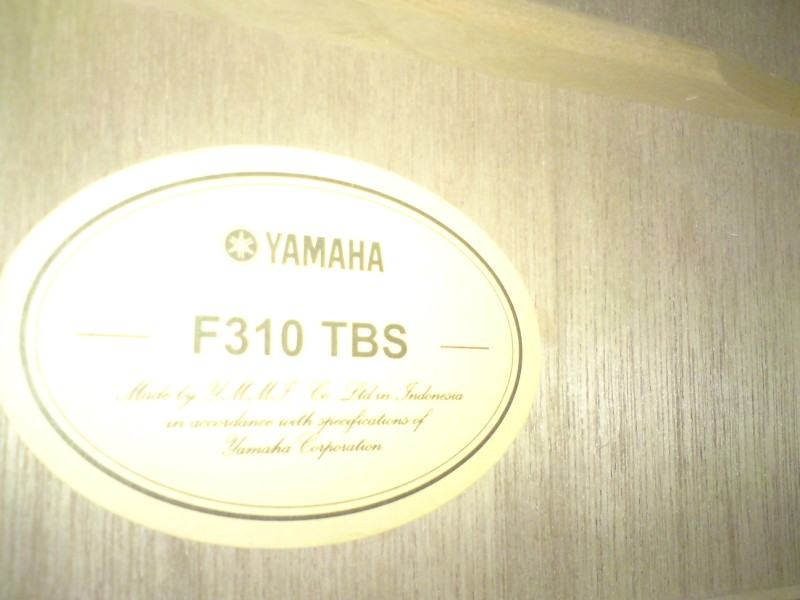 YAMAHA
F310 TBS
Made by Y.M.M.I. Co. Ltd in Indonesia
in accordance with specifications of
Yamaha Corporation